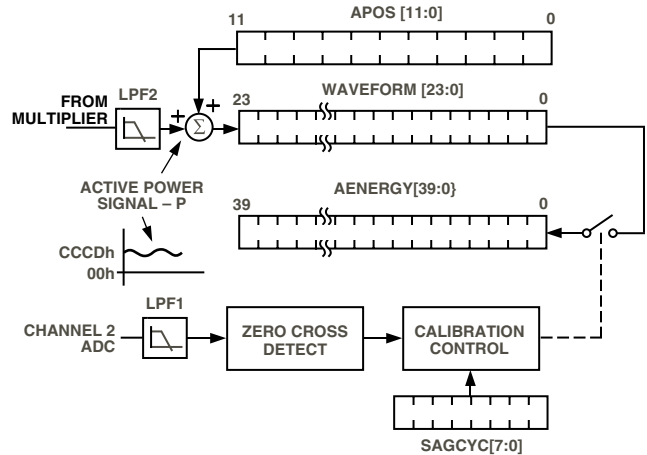 APOS [11:0]
11 0
LPF2
FROM
MULTIPLIER
+ +
Σ
WAVEFORM [23:0]
23 0
ACTIVE POWER
SIGNAL – P
AENERGY[39:0}
39 0
CCCDh
00h
LPF1
CHANNEL 2
ADC
ZERO CROSS
DETECT
CALIBRATION
CONTROL
SAGCYC[7:0]